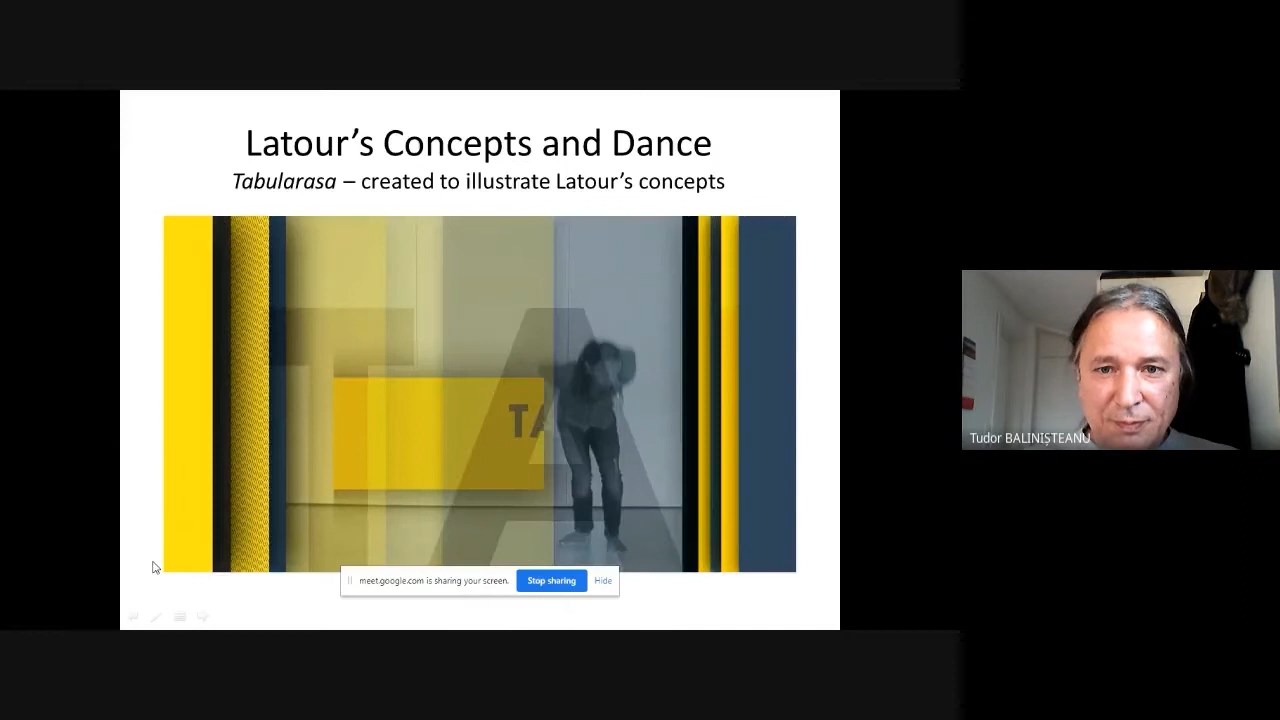 Latour’s Concepts and Dance
Tabularasa – created to illustrate Latour’s concepts
TA
TA
meet.google.com is sharing your screen.
Stop sharing
Hide
Tudor BALINIȘTEANU